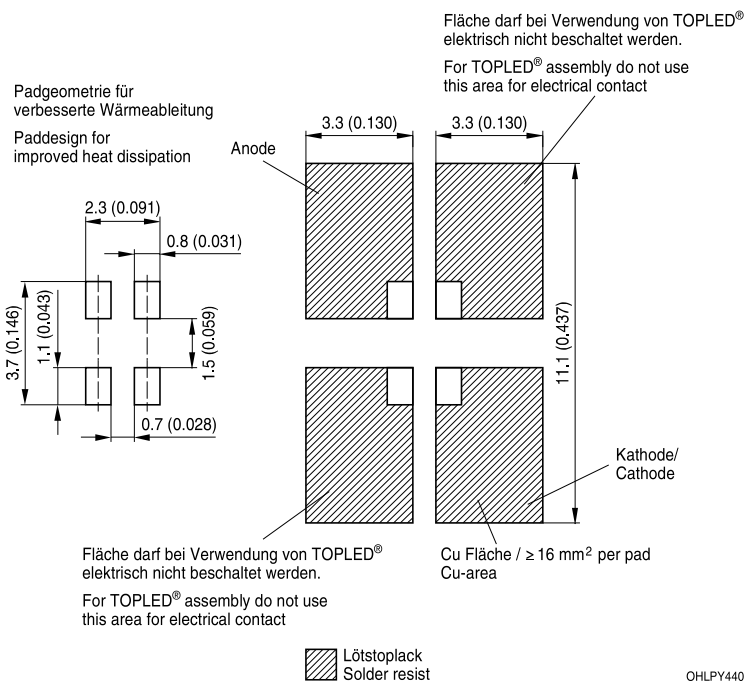 Fläche darf bei Verwendung von TOPLED®
elektrisch nicht beschaltet werden.
For TOPLED® assembly do not use
this area for electrical contact
Padgeometrie für
verbesserte Wärmeableitung
Paddesign for
improved heat dissipation
Anode
3.3 (0.130)
3.3 (0.130)
2.3 (0.091)
0.8 (0.031)
3.7 (0.146)
1.1 (0.043)
1.5 (0.059)
11.1 (0.437)
0.7 (0.028)
Kathode/
Cathode
Fläche darf bei Verwendung von TOPLED®
elektrisch nicht beschaltet werden.
For TOPLED® assembly do not use
this area for electrical contact
Cu Fläche / ≥ 16 mm² per pad
Cu-area
Lötstoplack
Solder resist
OHLPY440